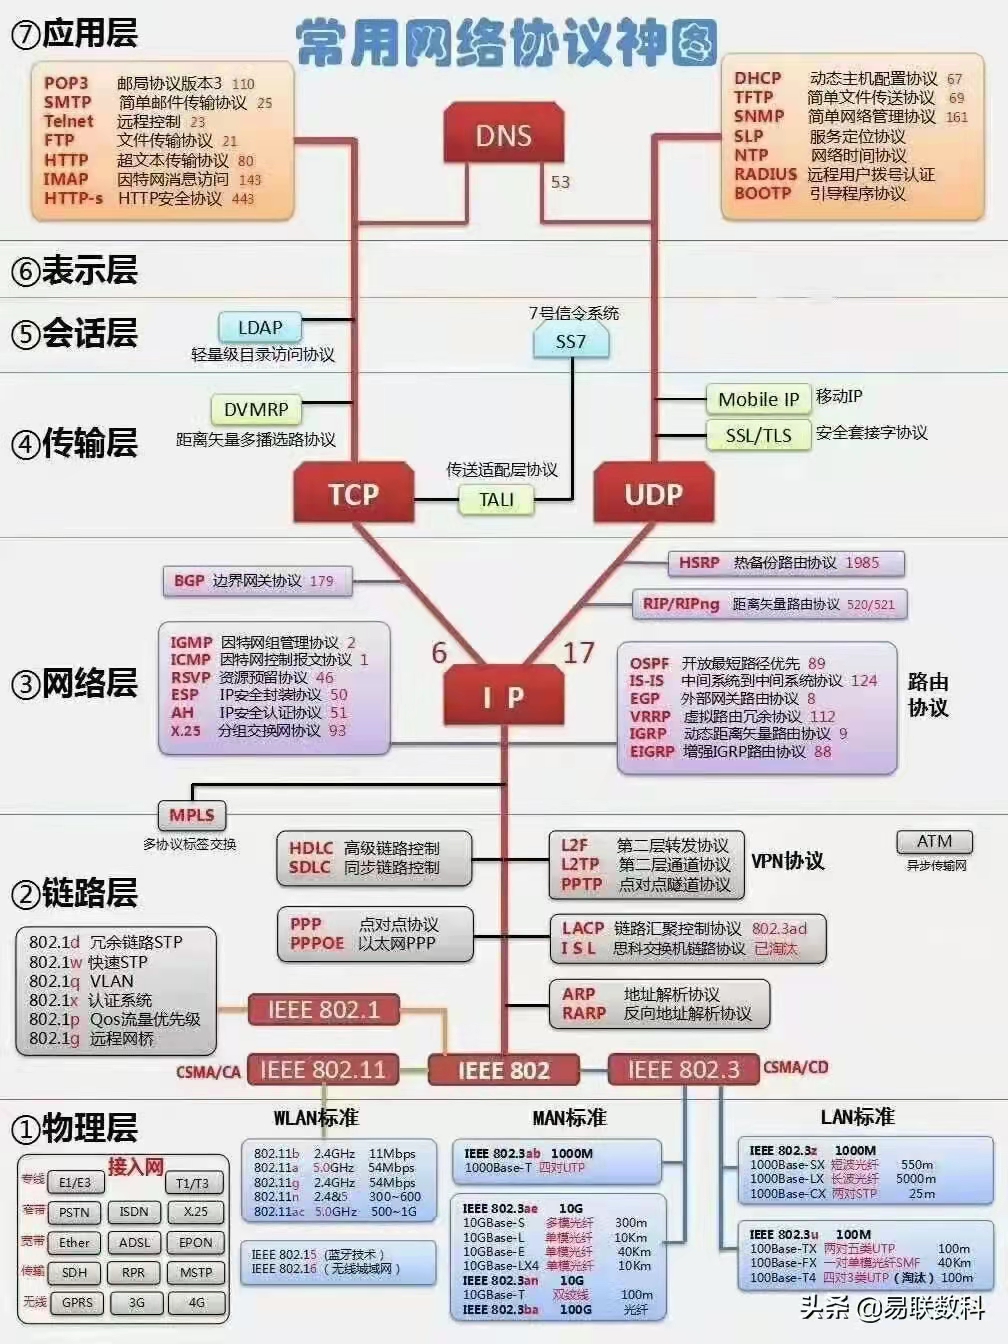 常用网络协议神图
⑦应用层
POP3 邮局协议版本3 110
SMTP 简单邮件传输协议 25
Telnet 远程控制 23
FTP 文件传输协议 21
HTTP 超文本传输协议 80
IMAP 因特网消息访问 143
HTTP-s HTTP安全协议 443
DNS
53
DHCP 动态主机配置协议 67
TFTP 简单文件传送协议 69
SNMP 简单网络管理协议 161
SLP 服务定位协议
NTP 网络时间协议
RADIUS 远程用户拨号认证
BOOTP 引导程序协议
⑥表示层
⑤会话层
LDAP
轻量级目录访问协议
7号信令系统
SS7
④传输层
DVMRP
距离矢量多播选路协议
Mobile IP 移动IP
SSL/TLS 安全套接字协议
传送适配层协议
TCP
TALI
UDP
③网络层
BGP 边界网关协议 179
HSRP 热备份路由协议 1985
RIP/RIPng 距离矢量路由协议 520/521
6
17
IP
IGMP 因特网组管理协议 2
ICMP 因特网控制报文协议 1
RSVP 资源预留协议 46
ESP IP安全封装协议 50
AH IP安全认证协议 51
X.25 分组交换网协议 93
OSPF 开放最短路径优先 89
IS-IS 中间系统到中间系统协议 124
EGP 外部网关路由协议 8
VRRP 虚拟路由冗余协议 112
IGRP 动态距离矢量路由协议 9
EIGRP 增强IGRP路由协议 88
路由
协议
MPLS
多协议标签交换
②链路层
HDLC 高级链路控制
SDLC 同步链路控制
L2F 第二层转发协议
L2TP 第二层通道协议
PPTP 点对点隧道协议
VPN协议
ATM
异步传输网
PPP 点对点协议
PPPOE 以太网PPP
LACP 链路汇聚控制协议 802.3ad
I S L 思科交换机链路协议 已淘汰
ARP 地址解析协议
RARP 反向地址解析协议
802.1d 冗余链路STP
802.1w 快速STP
802.1q VLAN
802.1x 认证系统
802.1p Qos流量优先级
802.1g 远程网桥
IEEE 802.1
CSMA/CA
IEEE 802.11
IEEE 802
IEEE 802.3
CSMA/CD
①物理层
接入网
专线 E1/E3 T1/T3
窄带 PSTN ISDN X.25
宽带 Ether ADSL EPON
传输 SDH RPR MSTP
无线 GPRS 3G 4G
WLAN标准
802.11b 2.4GHz 11Mbps
802.11a 5.0GHz 54Mbps
802.11g 2.4GHz 54Mbps
802.11n 2.4&5 300~600
802.11ac 5.0GHz 500~1G
IEEE 802.15（蓝牙技术）
IEEE 802.16（无线城域网）
MAN标准
IEEE 802.3ab 1000M
1000Base-T 四对UTP
IEEE 802.3ae 10G
10GBase-S 多模光纤 300m
10GBase-L 单模光纤 10Km
10GBase-E 单模光纤 40Km
10GBase-LX4 单模光纤 10Km
IEEE 802.3an 10G
10GBase-T 双绞线 100m
IEEE 802.3ba 100G 光纤
LAN标准
IEEE 802.3z 1000M
1000Base-SX 短波光纤 550m
1000Base-LX 长波光纤 5000m
1000Base-CX 两对STP 25m
IEEE 802.3u 100M
100Base-TX 两对五类UTP 100m
100Base-FX 一对单模光纤SMF 40Km
100Base-T4 四对3类UTP（淘汰）100m
头条 @易联数科